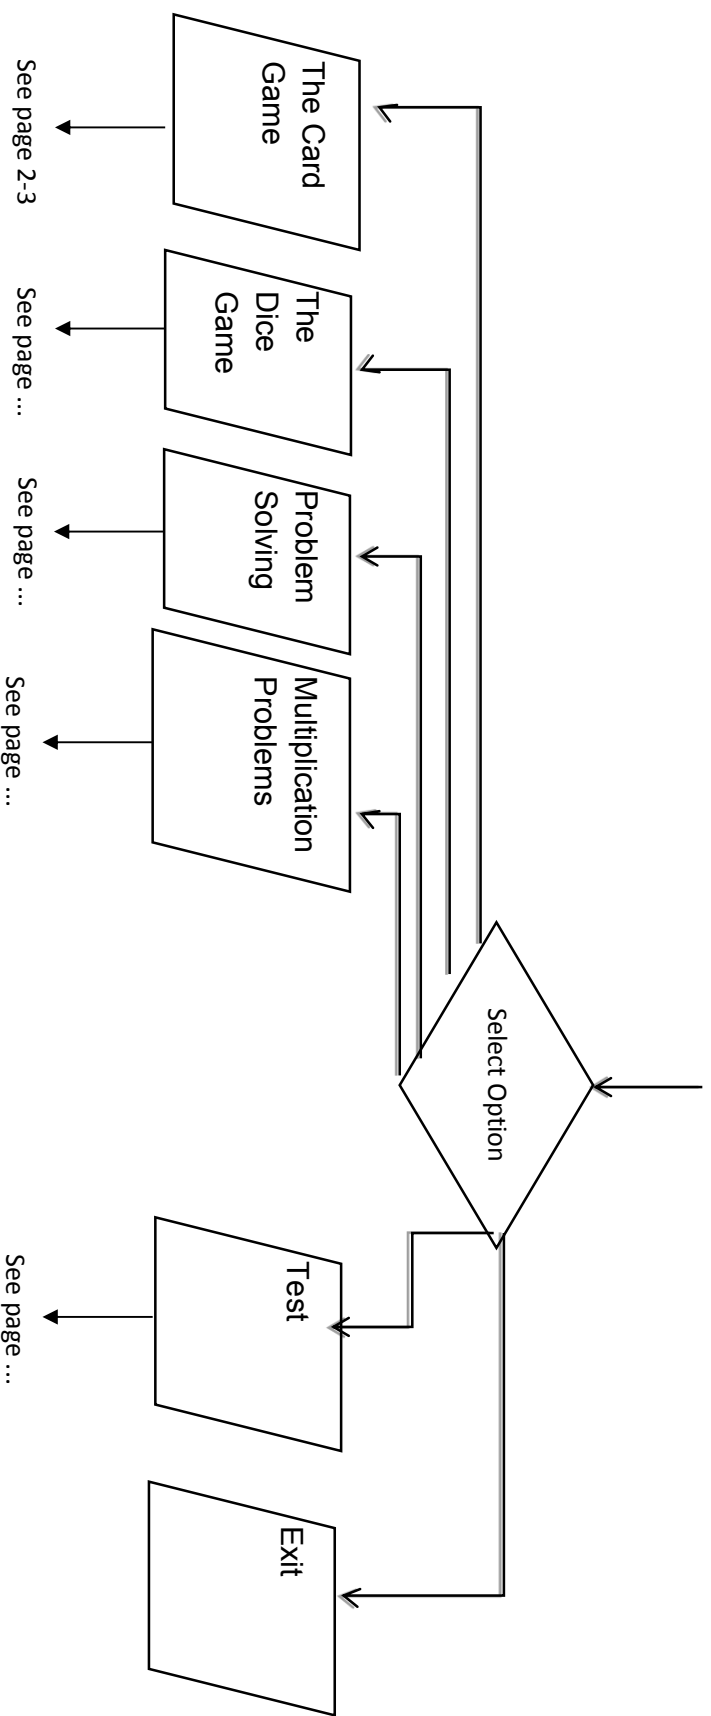 Select Option
The Card
Game
The
Dice
Game
Problem
Solving
Multiplication
Problems
Test
Exit
See page 2-3
See page ...
See page ...
See page ...
See page ...